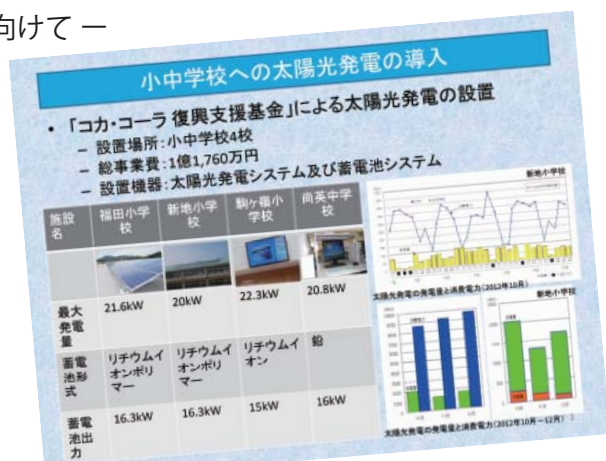 向けて ー
小中学校への太陽光発電の導入
・「コカ・コーラ 復興支援基金」による太陽光発電の設置
– 設置場所：小中学校4校
– 総事業費：1億1,760万円
– 設置機器：太陽光発電システム及び蓄電池システム
施設名 福田小学校 新地小学校 駒ケ嶺小学校 尚英中学校
最大発電量 21.6kW 20kW 22.3kW 20.8kW
蓄電池形式 リチウムイオンポリマー リチウムイオンポリマー リチウムイオン 鉛
蓄電池出力 16.3kW 16.3kW 15kW 16kW
新地小学校
太陽光発電の発電量と消費電力（2012年10月）
新地小学校
太陽光発電の発電量と消費電力（2012年10月－12月）